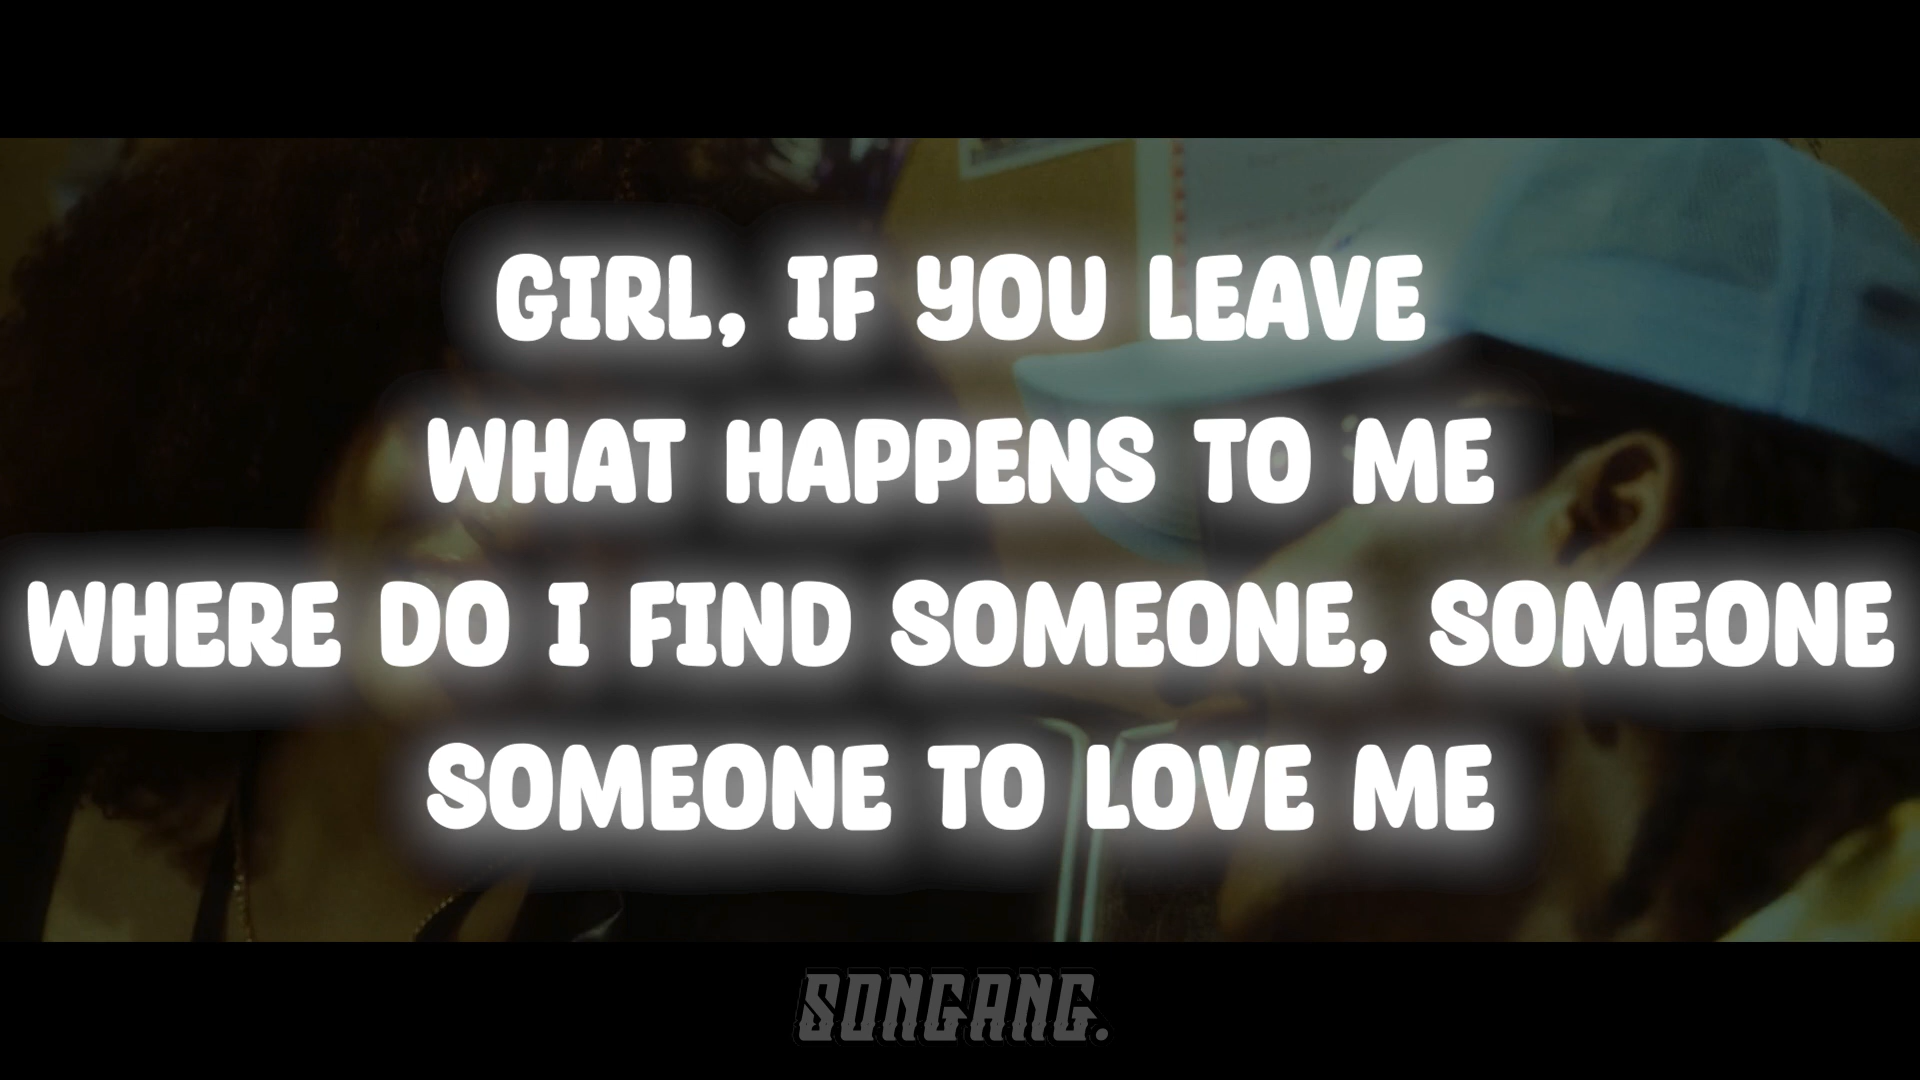 GIRL, IF YOU LEAVE
WHAT HAPPENS TO ME
WHERE DO I FIND SOMEONE, SOMEONE
SOMEONE TO LOVE ME
SONGANG.